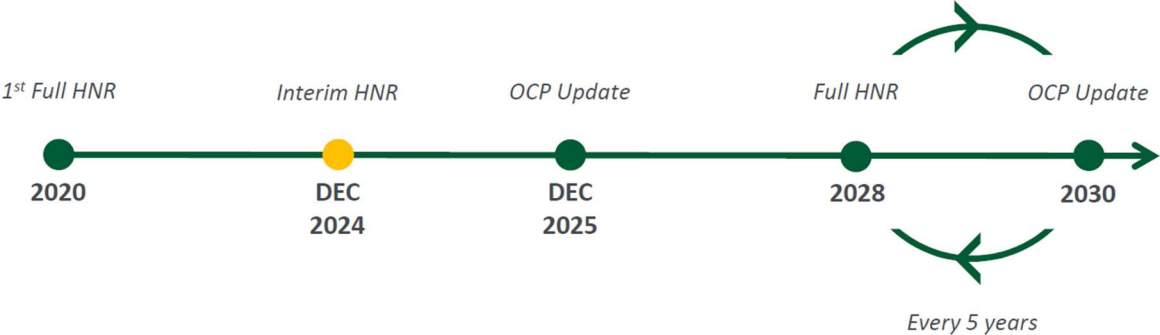 1st Full HNR
Interim HNR
OCP Update
Full HNR
OCP Update
2020
DEC
2024
DEC
2025
2028
2030
Every 5 years